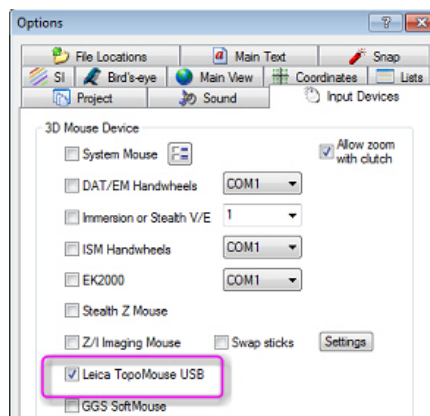 Options
File Locations Main Text Snap
SI Bird's-eye Main View Coordinates Lists
Project Sound Input Devices
3D Mouse Device
System Mouse Allow zoom
with clutch
DAT/EM Handwheels COM1
Immersion or Stealth V/E 1
ISM Handwheels COM1
EK2000 COM1
Stealth Z Mouse
Z/I Imaging Mouse Swap sticks Settings
Leica TopoMouse USB
GGS SoftMouse